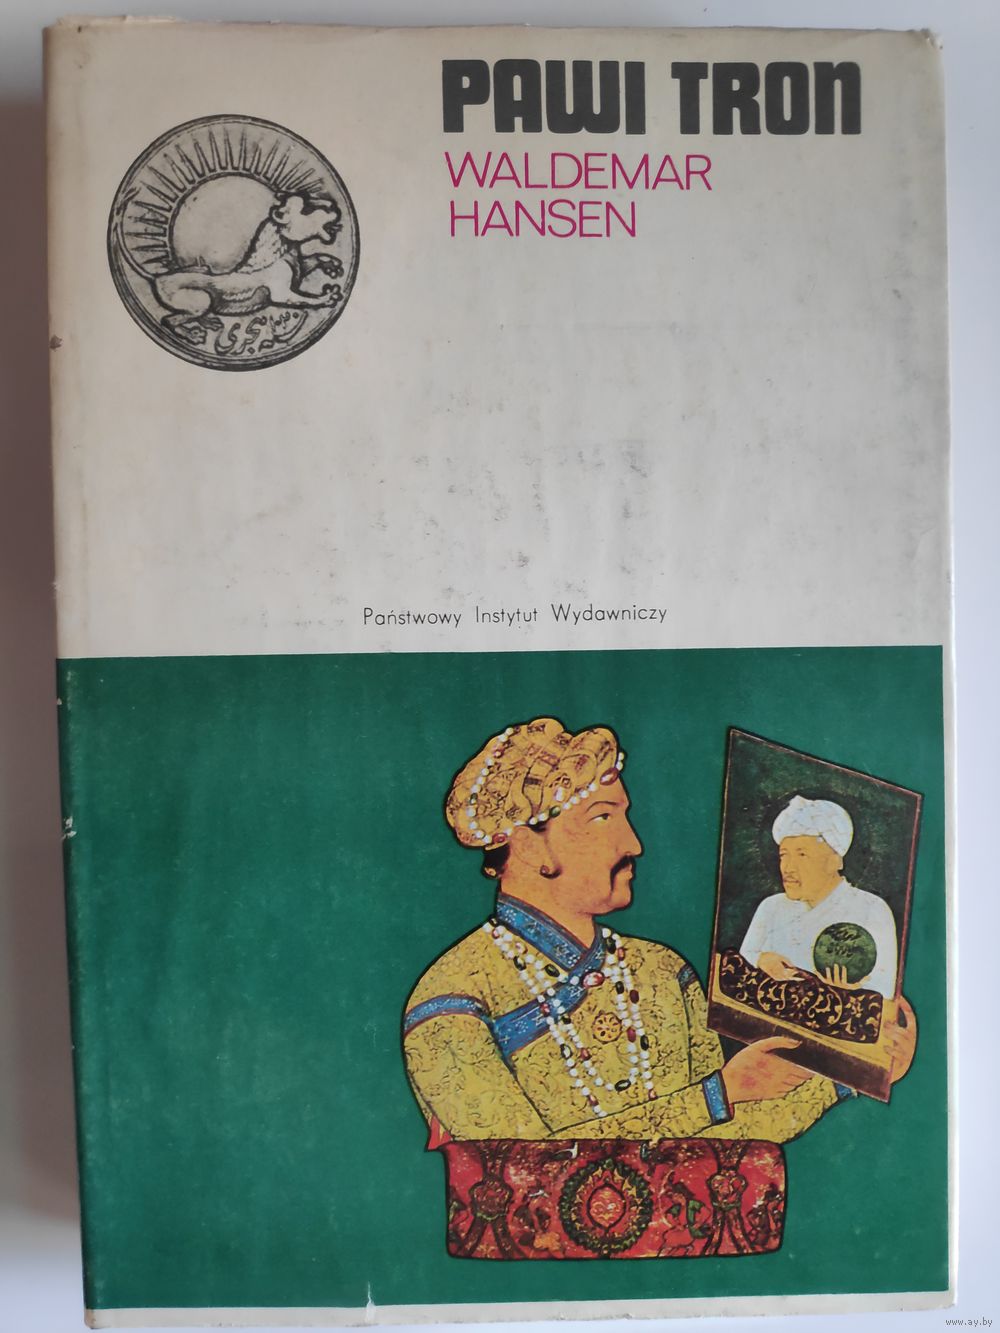 PAWI TRON
WALDEMAR
HANSEN
Państwowy Instytut Wydawniczy
www.ay.by